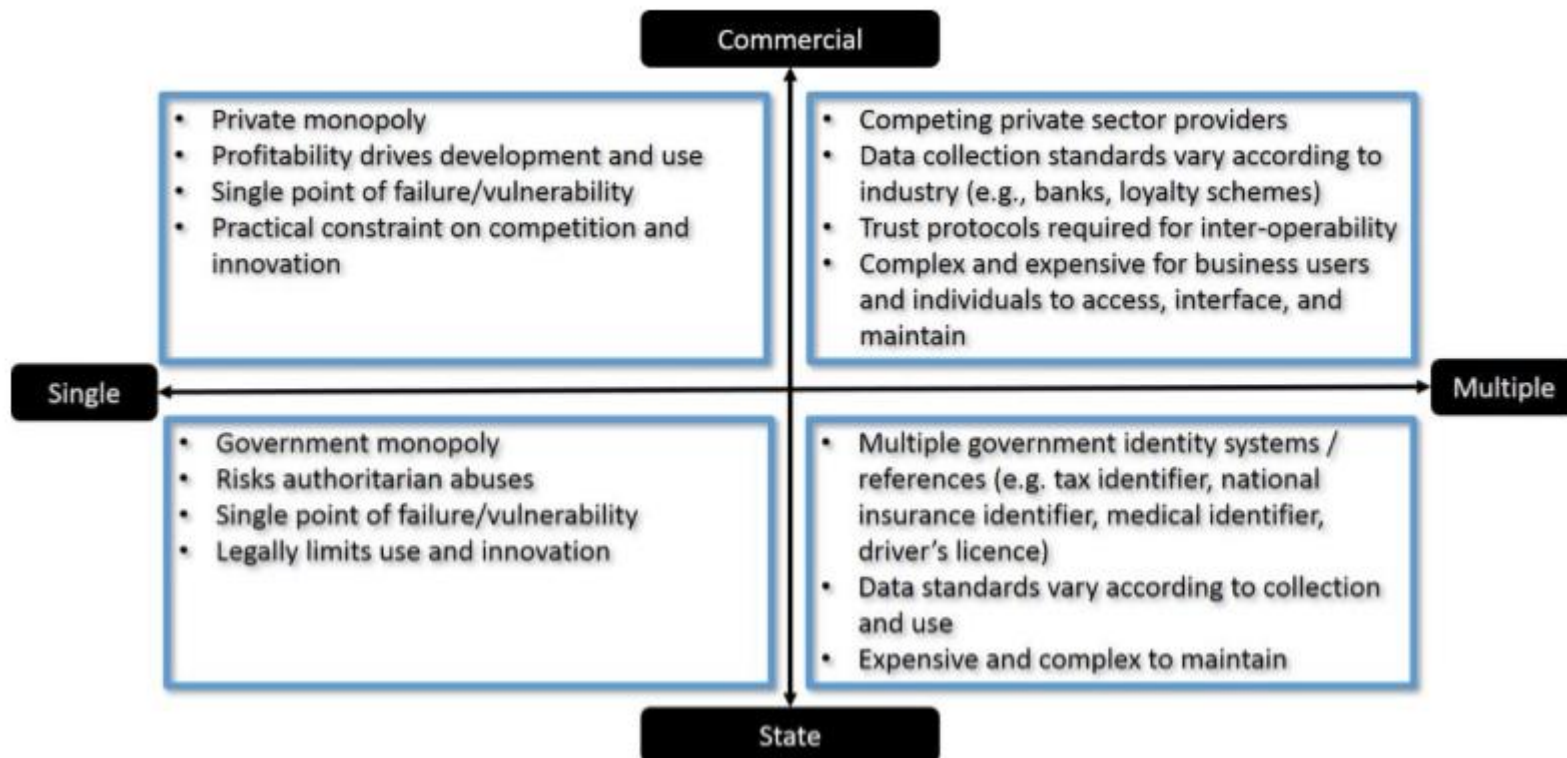 Commercial
• Private monopoly
• Profitability drives development and use
• Single point of failure/vulnerability
• Practical constraint on competition and
innovation
• Competing private sector providers
• Data collection standards vary according to
industry (e.g., banks, loyalty schemes)
• Trust protocols required for inter-operability
• Complex and expensive for business users
and individuals to access, interface, and
maintain
Single
Multiple
• Government monopoly
• Risks authoritarian abuses
• Single point of failure/vulnerability
• Legally limits use and innovation
• Multiple government identity systems /
references (e.g. tax identifier, national
insurance identifier, medical identifier,
driver's licence)
• Data standards vary according to collection
and use
• Expensive and complex to maintain
State